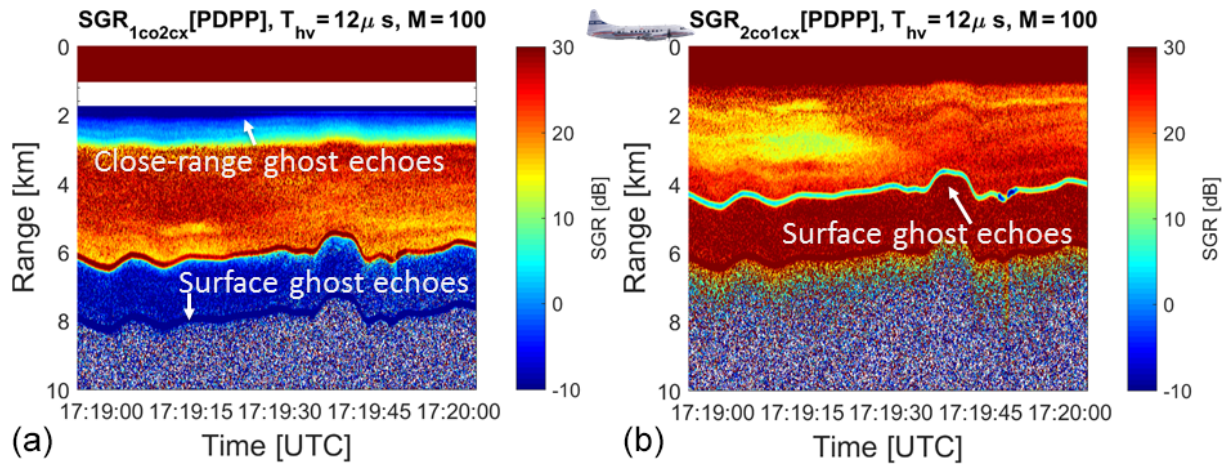 SGR1co2cx[PDPP], Thv = 12μ s, M = 100
0
2
4
6
8
10
Range [km]
Close-range ghost echoes
Surface ghost echoes
17:19:00 17:19:15 17:19:30 17:19:45 17:20:00
Time [UTC]
30
20
10
0
-10
SGR [dB]
(a)
SGR2co1cx[PDPP], Thv = 12μ s, M = 100
0
2
4
6
8
10
Range [km]
Surface ghost echoes
17:19:00 17:19:15 17:19:30 17:19:45 17:20:00
Time [UTC]
30
20
10
0
-10
SGR [dB]
(b)